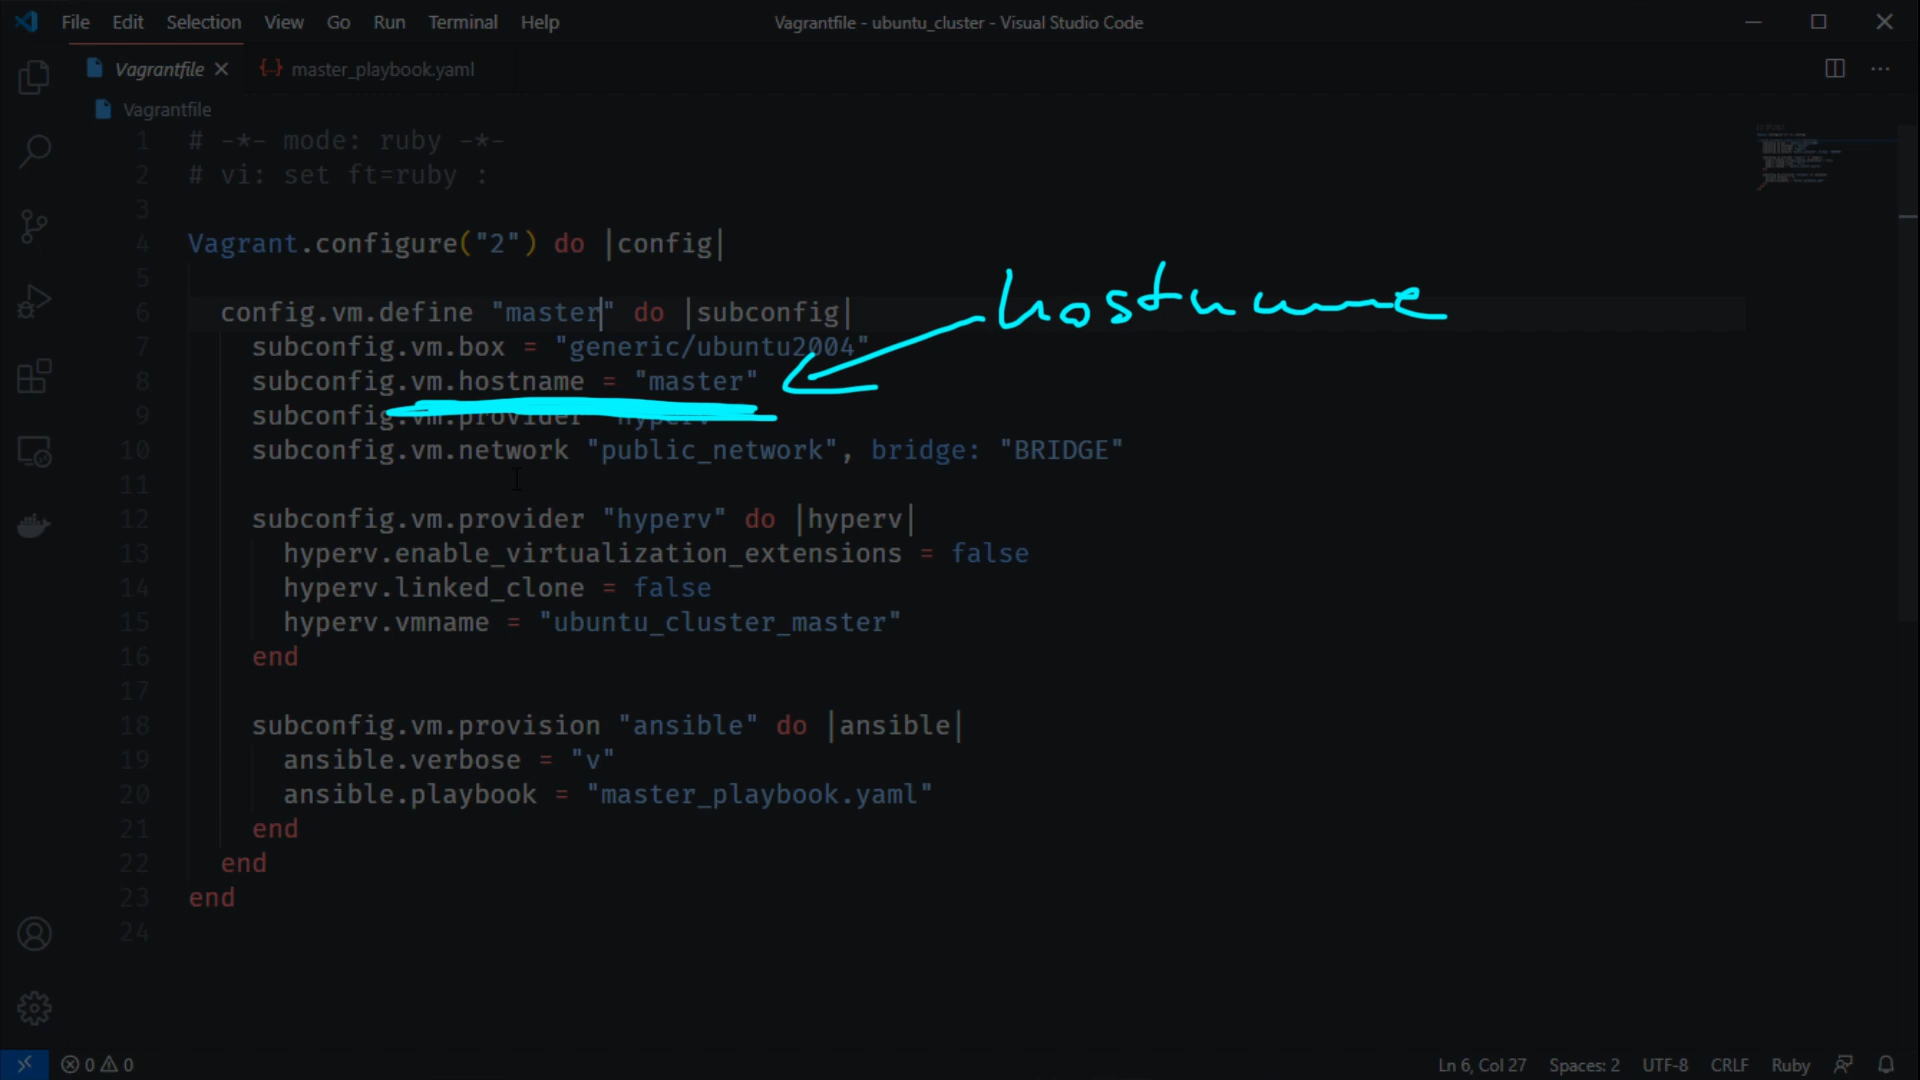 File Edit Selection View Go Run Terminal Help
Vagrantfile - ubuntu_cluster - Visual Studio Code
Vagrantfile
master_playbook.yaml
Vagrantfile
1 # -*- mode: ruby -*-
2 # vi: set ft=ruby :
3
4 Vagrant.configure("2") do |config|
5
hostname
6 config.vm.define "master" do |subconfig|
7 subconfig.vm.box = "generic/ubuntu2004"
8 subconfig.vm.hostname = "master"
9 subconfig.vm.provider "hyperv"
10 subconfig.vm.network "public_network", bridge: "BRIDGE"
11
12 subconfig.vm.provider "hyperv" do |hyperv|
13 hyperv.enable_virtualization_extensions = false
14 hyperv.linked_clone = false
15 hyperv.vmname = "ubuntu_cluster_master"
16 end
17
18 subconfig.vm.provision "ansible" do |ansible|
19 ansible.verbose = "v"
20 ansible.playbook = "master_playbook.yaml"
21 end
22 end
23 end
24
0 0
Ln 6, Col 27 Spaces: 2 UTF-8 CRLF Ruby